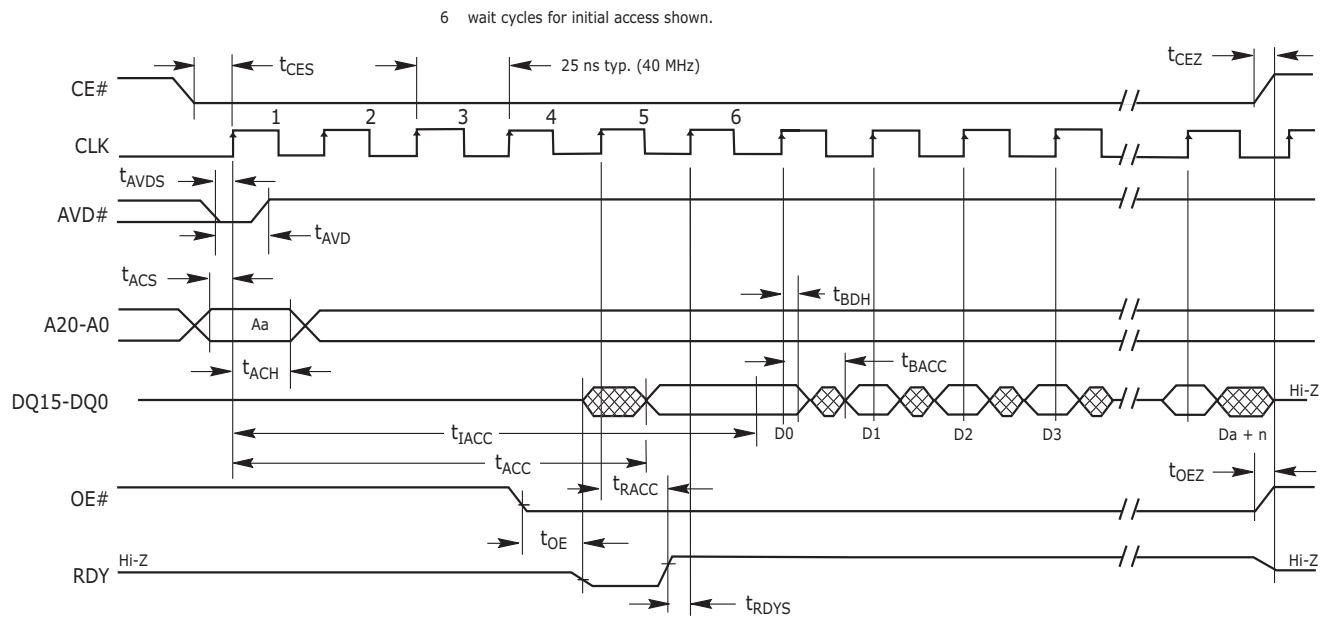 6 wait cycles for initial access shown.
tCES
25 ns typ. (40 MHz)
tCEZ
CE#
1 2 3 4 5 6
CLK
tAVDS
AVD#
tAVD
tACS
tBDH
A20-A0
Aa
tACH
tBACC
DQ15-DQ0
Hi-Z
D0 D1 D2 D3 Da + n
tIACC
tACC
tOEZ
tRACC
OE#
tOE
Hi-Z
Hi-Z
RDY
tRDYS